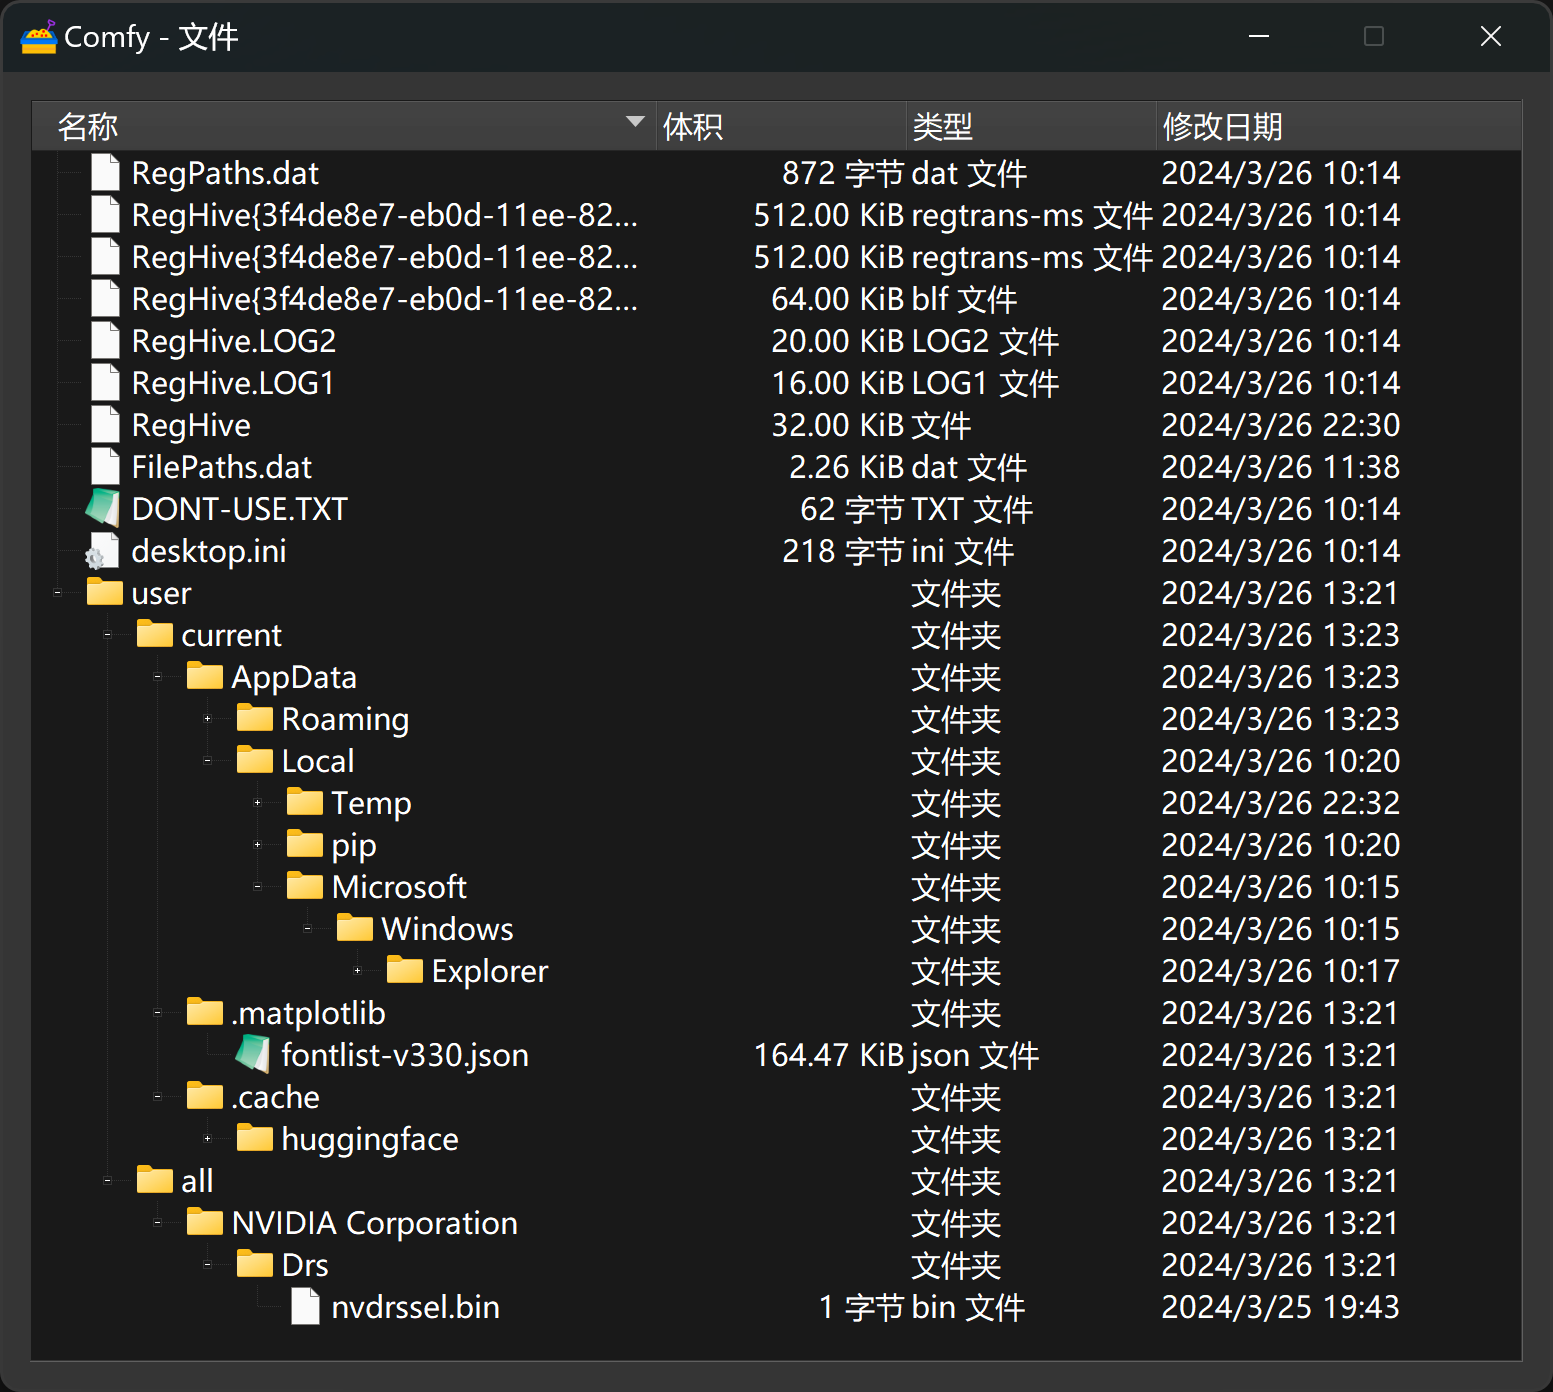 Comfy - 文件
名称 体积 类型 修改日期
RegPaths.dat 872 字节 dat 文件 2024/3/26 10:14
RegHive{3f4de8e7-eb0d-11ee-82... 512.00 KiB regtrans-ms 文件 2024/3/26 10:14
RegHive{3f4de8e7-eb0d-11ee-82... 512.00 KiB regtrans-ms 文件 2024/3/26 10:14
RegHive{3f4de8e7-eb0d-11ee-82... 64.00 KiB blf 文件 2024/3/26 10:14
RegHive.LOG2 20.00 KiB LOG2 文件 2024/3/26 10:14
RegHive.LOG1 16.00 KiB LOG1 文件 2024/3/26 10:14
RegHive 32.00 KiB 文件 2024/3/26 22:30
FilePaths.dat 2.26 KiB dat 文件 2024/3/26 11:38
DONT-USE.TXT 62 字节 TXT 文件 2024/3/26 10:14
desktop.ini 218 字节 ini 文件 2024/3/26 10:14
user 文件夹 2024/3/26 13:21
current 文件夹 2024/3/26 13:23
AppData 文件夹 2024/3/26 13:23
Roaming 文件夹 2024/3/26 13:23
Local 文件夹 2024/3/26 10:20
Temp 文件夹 2024/3/26 22:32
pip 文件夹 2024/3/26 10:20
Microsoft 文件夹 2024/3/26 10:15
Windows 文件夹 2024/3/26 10:15
Explorer 文件夹 2024/3/26 10:17
.matplotlib 文件夹 2024/3/26 13:21
fontlist-v330.json 164.47 KiB json 文件 2024/3/26 13:21
.cache 文件夹 2024/3/26 13:21
huggingface 文件夹 2024/3/26 13:21
all 文件夹 2024/3/26 13:21
NVIDIA Corporation 文件夹 2024/3/26 13:21
Drs 文件夹 2024/3/26 13:21
nvdrssel.bin 1 字节 bin 文件 2024/3/25 19:43